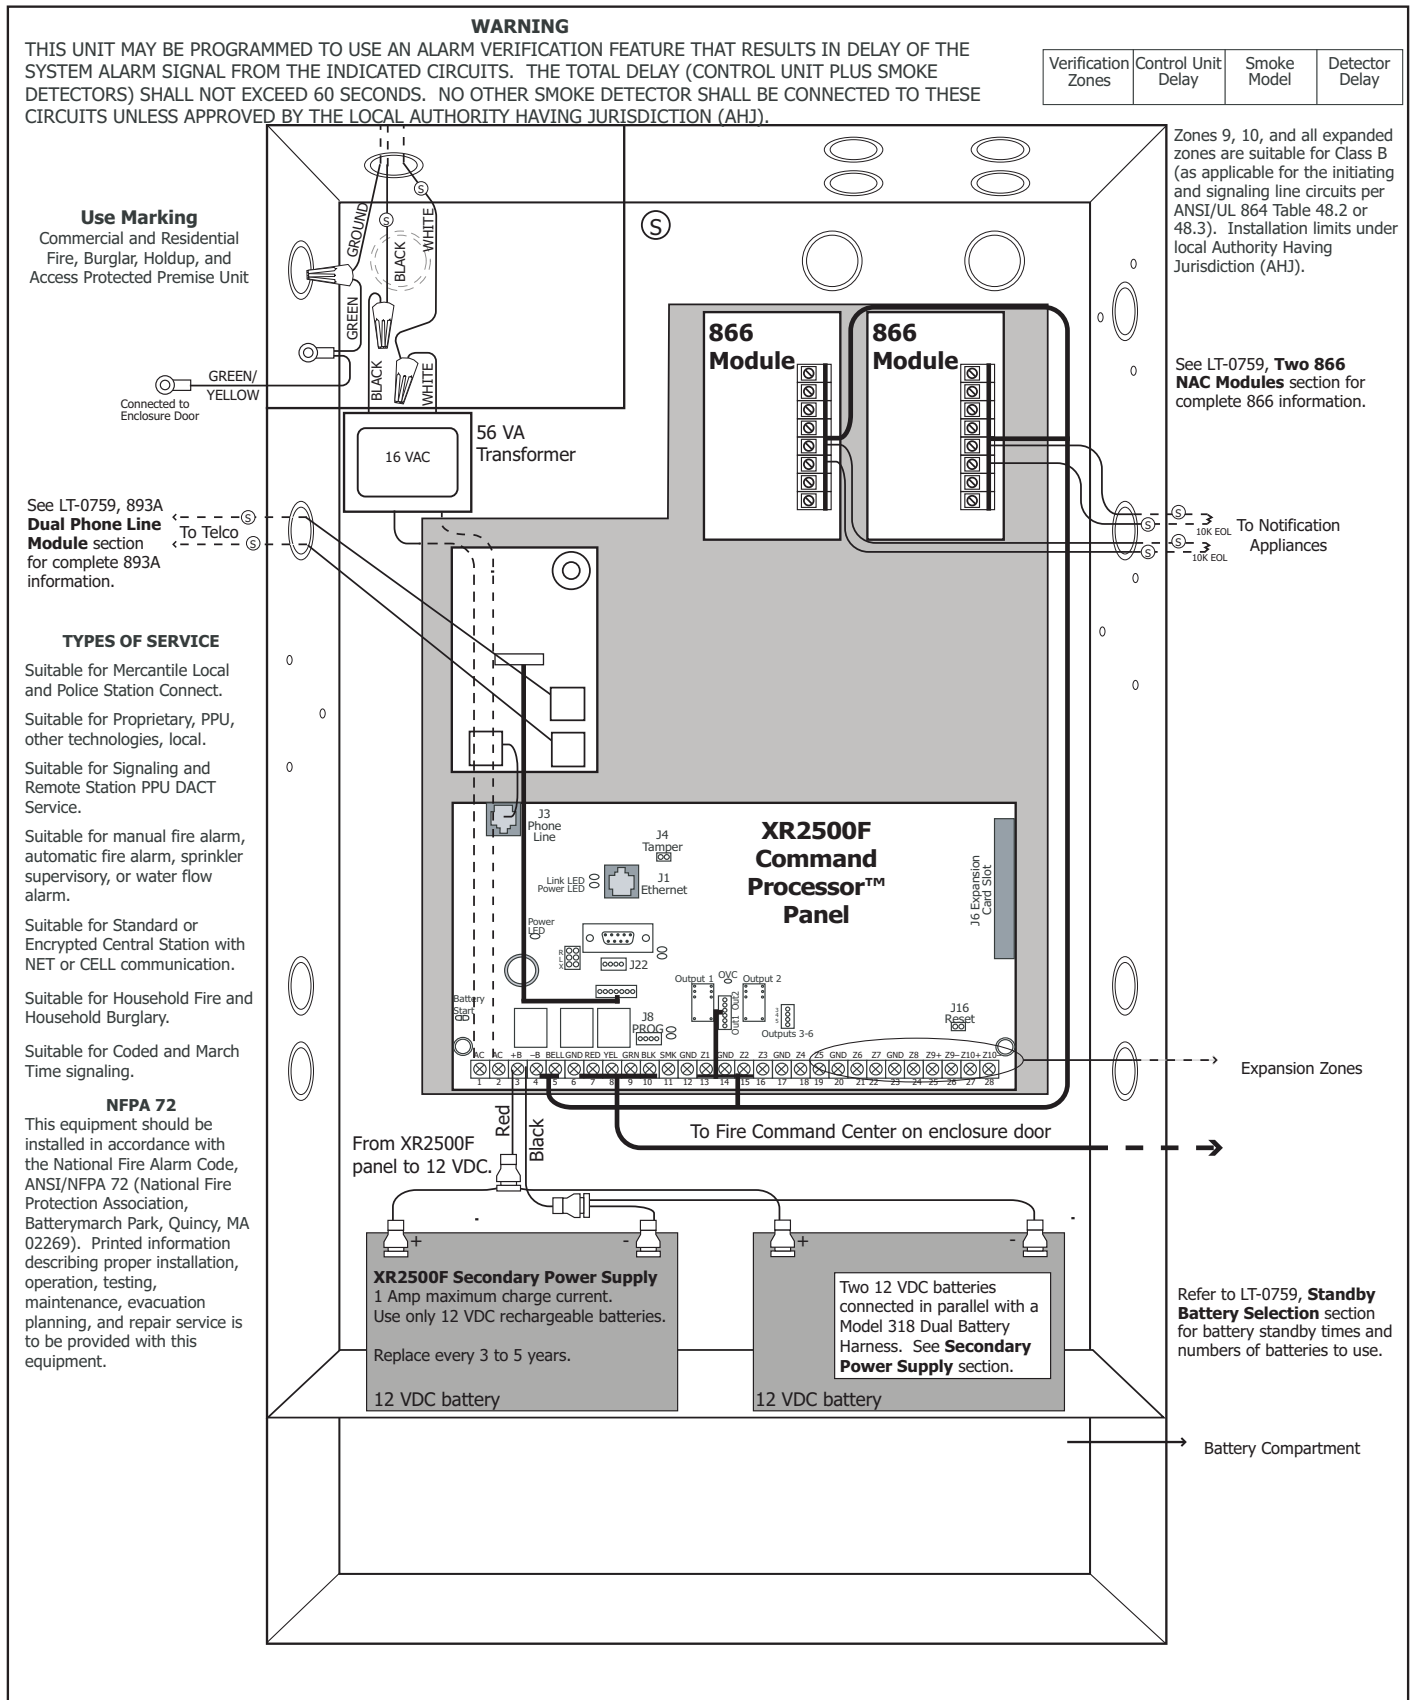 WARNING
THIS UNIT MAY BE PROGRAMMED TO USE AN ALARM VERIFICATION FEATURE THAT RESULTS IN DELAY OF THE
SYSTEM ALARM SIGNAL FROM THE INDICATED CIRCUITS. THE TOTAL DELAY (CONTROL UNIT PLUS SMOKE
DETECTORS) SHALL NOT EXCEED 60 SECONDS. NO OTHER SMOKE DETECTOR SHALL BE CONNECTED TO THESE
CIRCUITS UNLESS APPROVED BY THE LOCAL AUTHORITY HAVING JURISDICTION (AHJ).
Verification
Zones
Control Unit
Delay
Smoke
Model
Detector
Delay
Zones 9, 10, and all expanded
zones are suitable for Class B
(as applicable for the initiating
and signaling line circuits per
ANSI/UL 864 Table 48.2 or
48.3). Installation limits under
local Authority Having
Jurisdiction (AHJ).
Use Marking
Commercial and Residential
Fire, Burglar, Holdup, and
Access Protected Premise Unit
GROUND
S
S
BLACK
WHITE
S
GREEN
BLACK
WHITE
GREEN/
YELLOW
Connected to
Enclosure Door
16 VAC
56 VA
Transformer
866
Module
866
Module
See LT-0759, Two 866
NAC Modules section for
complete 866 information.
See LT-0759, 893A
Dual Phone Line
Module section
for complete 893A
information.
To Telco
S
S
S
S
S
S
10K EOL
10K EOL
To Notification
Appliances
TYPES OF SERVICE
Suitable for Mercantile Local
and Police Station Connect.
Suitable for Proprietary, PPU,
other technologies, local.
Suitable for Signaling and
Remote Station PPU DACT
Service.
Suitable for manual fire alarm,
automatic fire alarm, sprinkler
supervisory, or water flow
alarm.
Suitable for Standard or
Encrypted Central Station with
NET or CELL communication.
Suitable for Household Fire and
Household Burglary.
Suitable for Coded and March
Time signaling.
NFPA 72
This equipment should be
installed in accordance with
the National Fire Alarm Code,
ANSI/NFPA 72 (National Fire
Protection Association,
Batterymarch Park, Quincy, MA
02269). Printed information
describing proper installation,
operation, testing,
maintenance, evacuation
planning, and repair service is
to be provided with this
equipment.
J3
Phone
Line
J4
Tamper
Link LED
Power LED
J1
Ethernet
XR2500F
Command
Processor™
Panel
J6 Expansion
Card Slot
Power
LED
J22
Output 1
OVC
Output 2
Out1
Out2
Outputs 3-6
Battery
Start
J8
PROG
J16
Reset
AC AC +B –B BELL GND RED YEL GRN BLK SMK GND Z1 GND Z2 Z3 GND Z4 Z5 GND Z6 Z7 GND Z8 Z9+ Z9– Z10+ Z10–
1 2 3 4 5 6 7 8 9 10 11 12 13 14 15 16 17 18 19 20 21 22 23 24 25 26 27 28
Expansion Zones
Red
Black
From XR2500F
panel to 12 VDC.
To Fire Command Center on enclosure door
+
-
+
-
XR2500F Secondary Power Supply
1 Amp maximum charge current.
Use only 12 VDC rechargeable batteries.
Replace every 3 to 5 years.
12 VDC battery
Two 12 VDC batteries
connected in parallel with a
Model 318 Dual Battery
Harness. See Secondary
Power Supply section.
12 VDC battery
Refer to LT-0759, Standby
Battery Selection section
for battery standby times and
numbers of batteries to use.
Battery Compartment